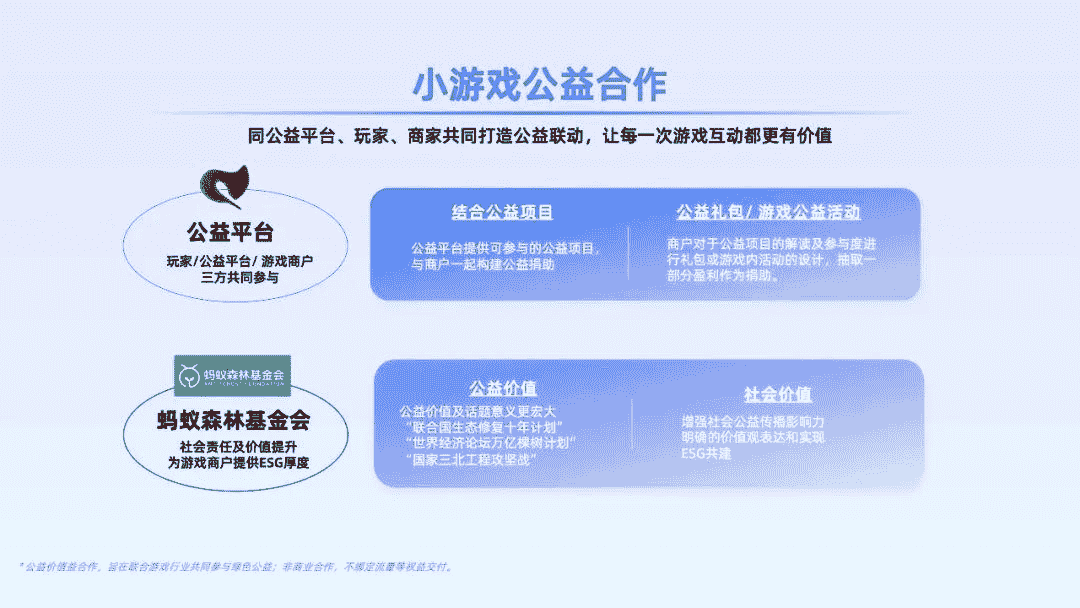 小游戏公益合作
同公益平台、玩家、商家共同打造公益联动，让每一次游戏互动都更有价值
公益平台
玩家/公益平台/ 游戏商户
三方共同参与
结合公益项目
公益平台提供可参与的公益项目，
与商户一起构建公益捐助
公益礼包/ 游戏公益活动
商户对于公益项目的解读及参与度进
行礼包或游戏内活动的设计，抽取一
部分盈利作为捐助。
蚂蚁森林基金会
蚂蚁森林基金会
社会责任及价值提升
为游戏商户提供ESG厚度
公益价值
公益价值及话题意义更宏大
“联合国生态修复十年计划”
“世界经济论坛万亿棵树计划”
“国家三北工程攻坚战”
社会价值
增强社会公益传播影响力
明确的价值观表达和实现
ESG共建
*公益价值益合作，旨在联合游戏行业共同参与绿色公益；非商业合作，不绑定流量等权益交付。